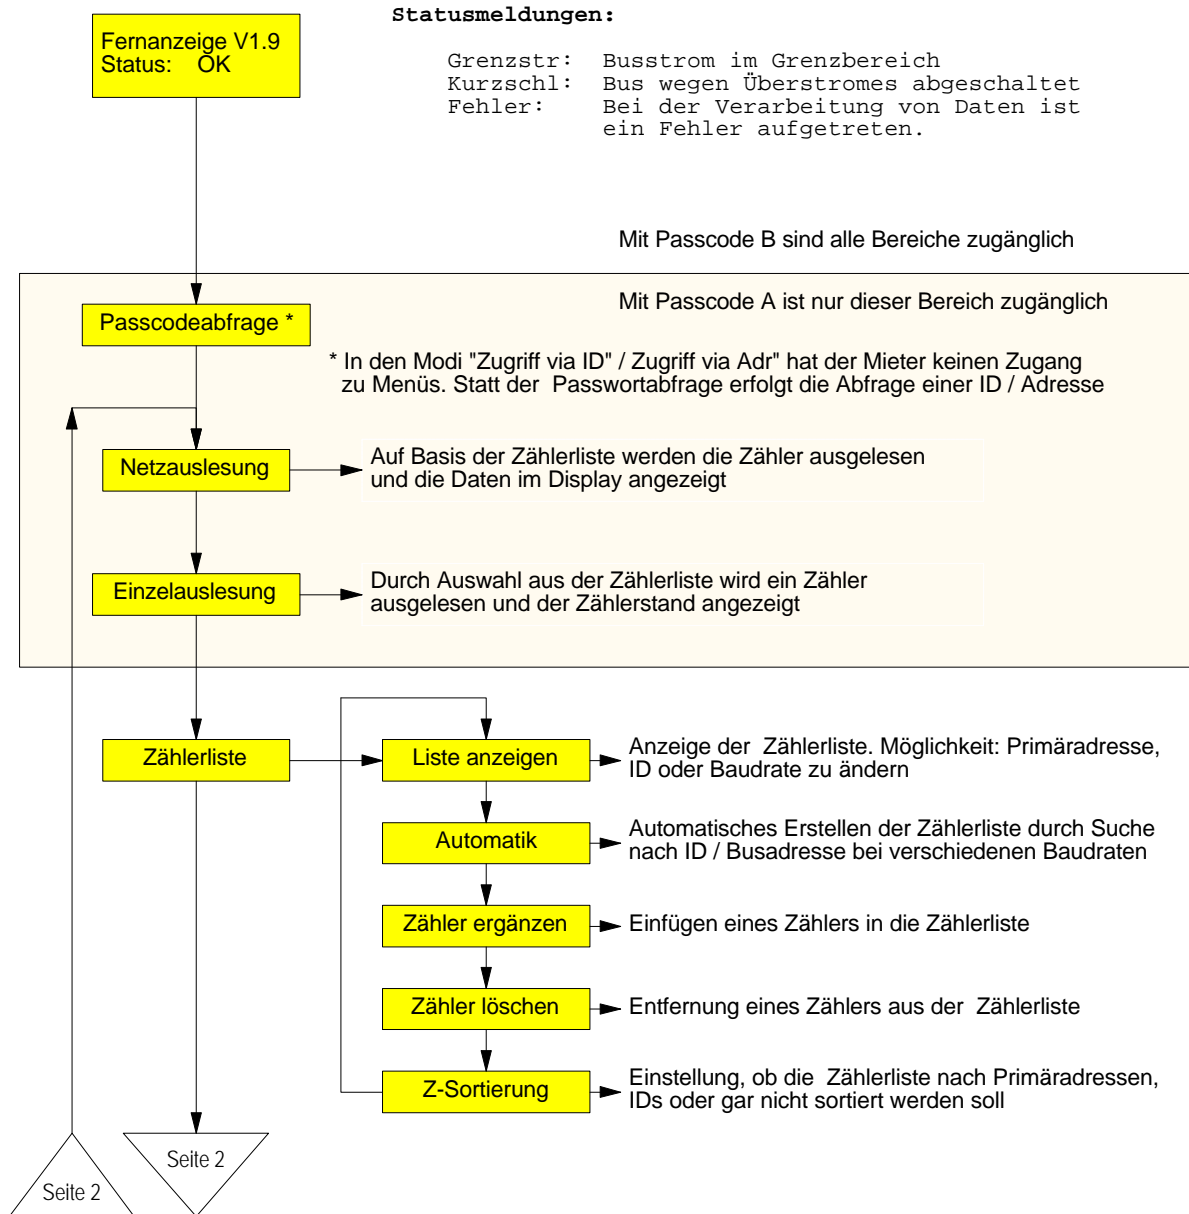 Statusmeldungen:
Fernanzeige V1.9
Status: OK
Grenzstr: Busstrom im Grenzbereich
Kurzschl: Bus wegen Überstromes abgeschaltet
Fehler: Bei der Verarbeitung von Daten ist
ein Fehler aufgetreten.
Mit Passcode B sind alle Bereiche zugänglich
Mit Passcode A ist nur dieser Bereich zugänglich
Passcodeabfrage *
* In den Modi "Zugriff via ID" / Zugriff via Adr" hat der Mieter keinen Zugang
zu Menüs. Statt der Passwortabfrage erfolgt die Abfrage einer ID / Adresse
Netzauslesung
Auf Basis der Zählerliste werden die Zähler ausgelesen
und die Daten im Display angezeigt
Einzelauslesung
Durch Auswahl aus der Zählerliste wird ein Zähler
ausgelesen und der Zählerstand angezeigt
Zählerliste
Liste anzeigen
Anzeige der Zählerliste. Möglichkeit: Primäradresse,
ID oder Baudrate zu ändern
Automatik
Automatisches Erstellen der Zählerliste durch Suche
nach ID / Busadresse bei verschiedenen Baudraten
Zähler ergänzen
Einfügen eines Zählers in die Zählerliste
Zähler löschen
Entfernung eines Zählers aus der Zählerliste
Z-Sortierung
Einstellung, ob die Zählerliste nach Primäradressen,
IDs oder gar nicht sortiert werden soll
Seite 2
Seite 2